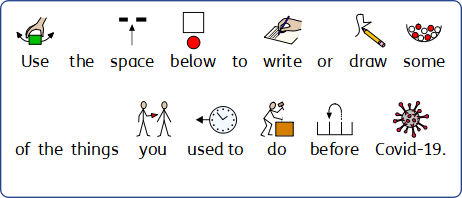 Use the space below to write or draw some
of the things you used to do before Covid-19.